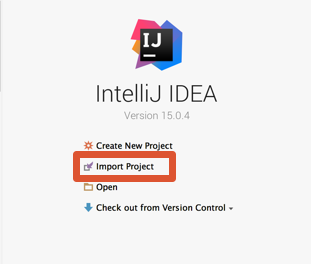 IJ
IntelliJ IDEA
Version 15.0.4
Create New Project
Import Project
Open
Check out from Version Control